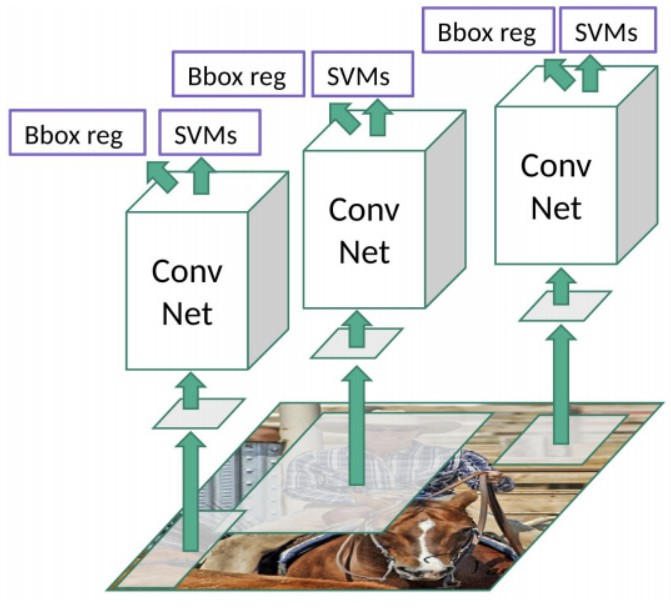 Bbox reg
SVMs
Bbox reg
SVMs
Bbox reg
SVMs
Conv
Net
Conv
Net
Conv
Net